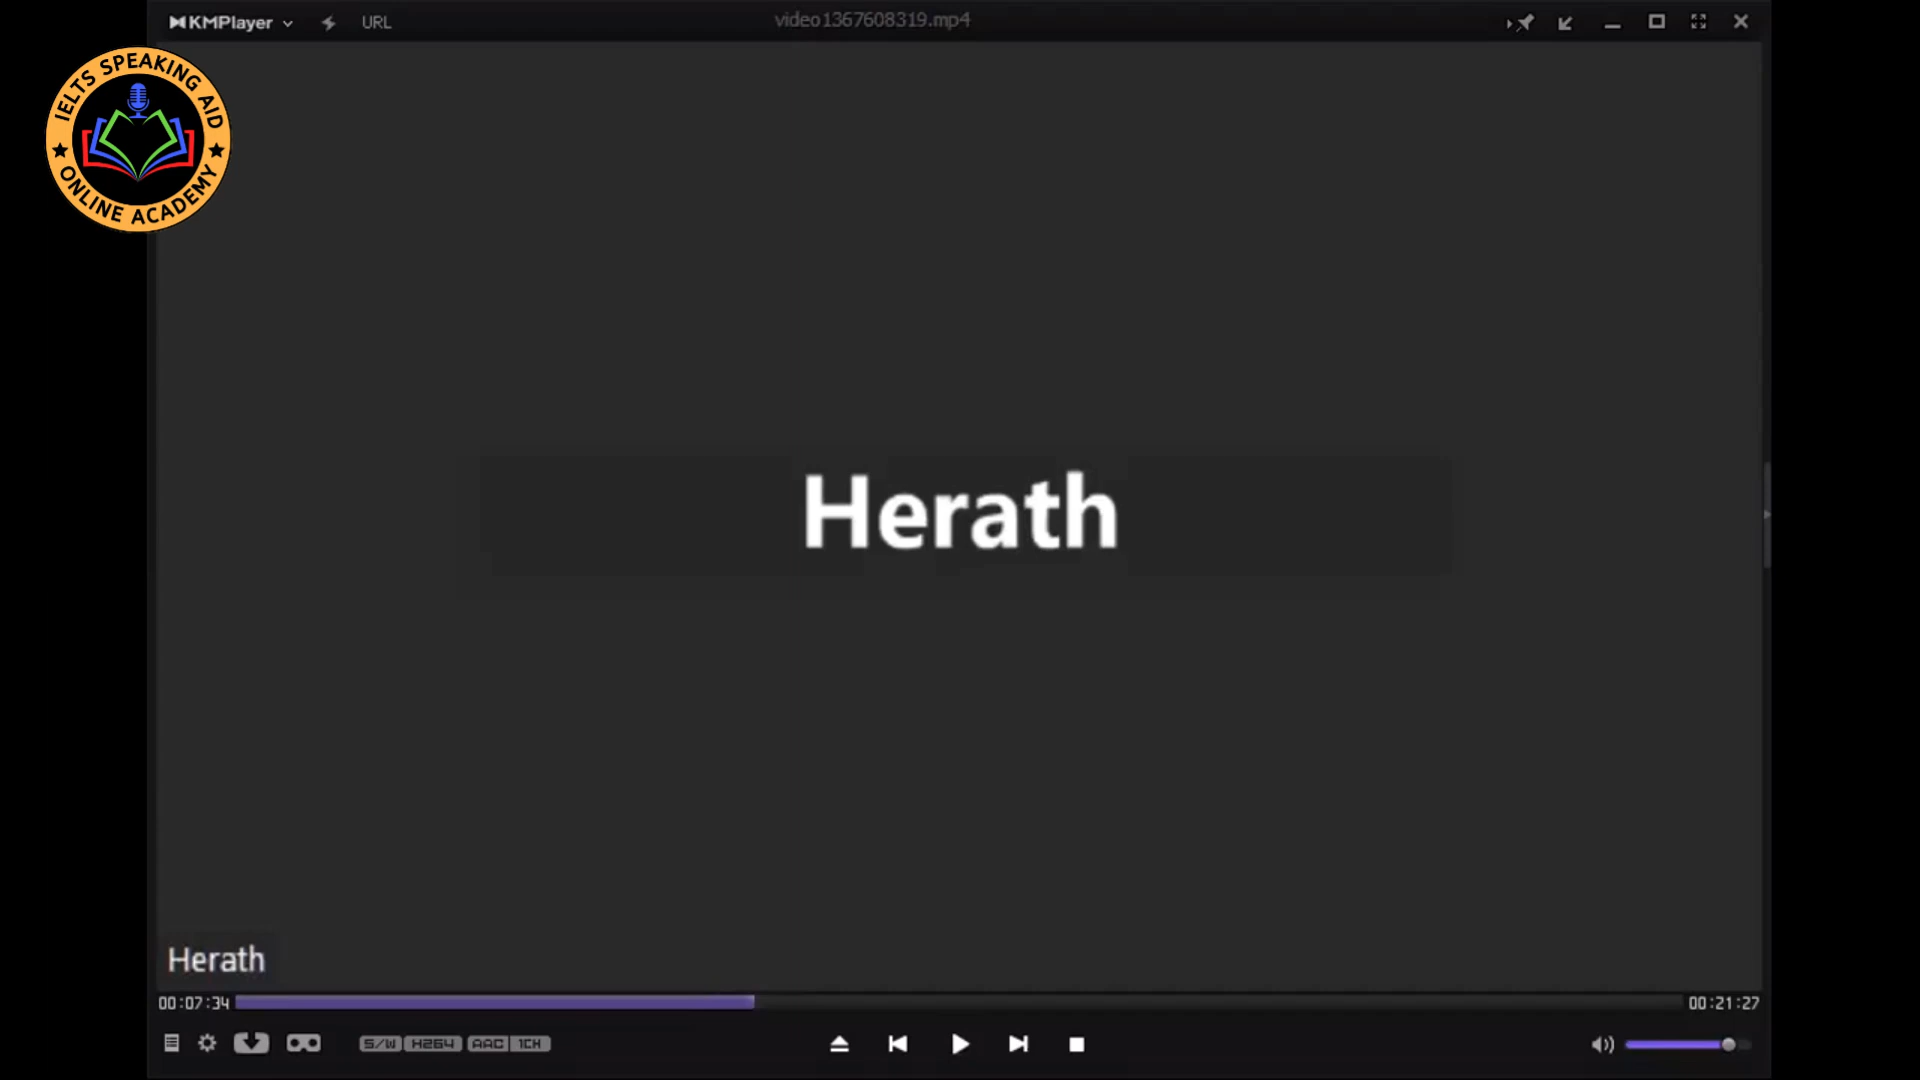 KMPlayer URL video1367608319.mp4
IELTS SPEAKING AID
ONLINE ACADEMY
Herath
Herath
00:07:34 00:21:27
S/W H264 AAC 1CH